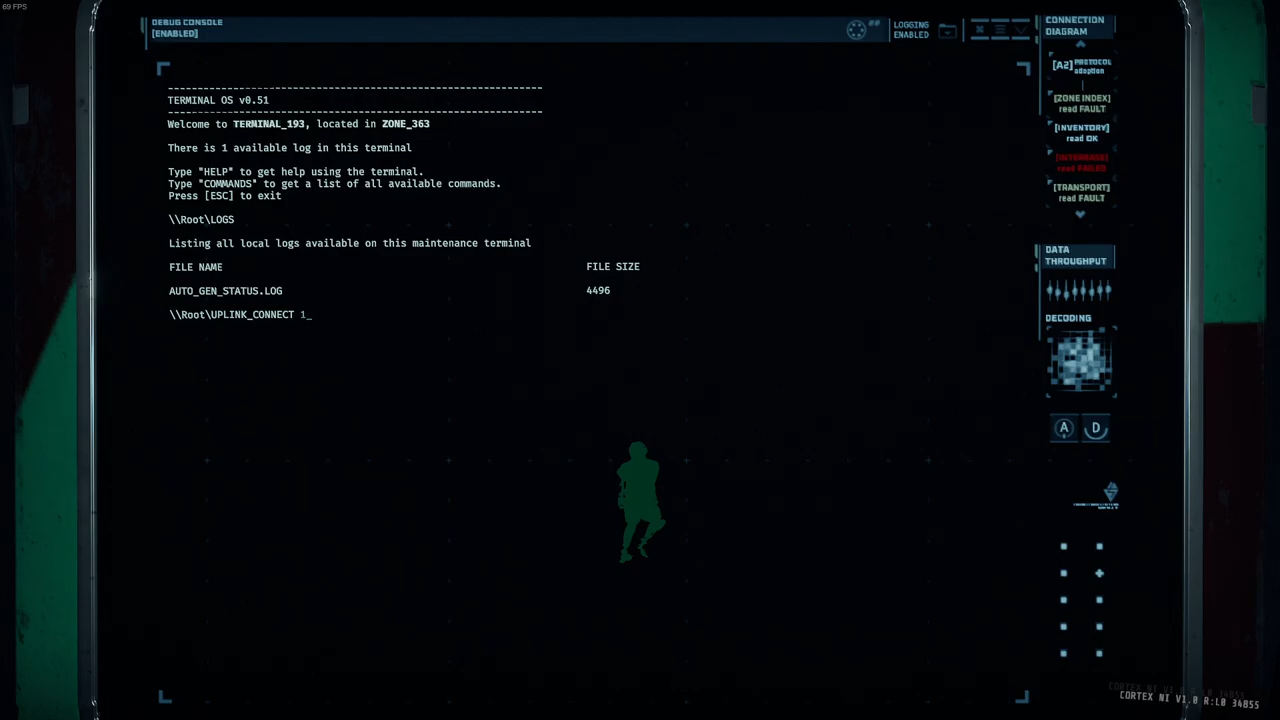 69 FPS
DEBUG CONSOLE
[ENABLED]
LOGGING
ENABLED
CONNECTION
DIAGRAM
[A2] PROTOCOL
adaption
[ZONE INDEX]
read FAULT
[INVENTORY]
read OK
[INTERBASE]
read FAILED
[TRANSPORT]
read FAULT
DATA
THROUGHPUT
DECODING
A D
----------------------------------------------------------------
TERMINAL OS v0.51
----------------------------------------------------------------
Welcome to TERMINAL_193, located in ZONE_363
There is 1 available log in this terminal
Type "HELP" to get help using the terminal.
Type "COMMANDS" to get a list of all available commands.
Press [ESC] to exit
\\Root\LOGS
Listing all local logs available on this maintenance terminal
FILE NAME FILE SIZE
AUTO_GEN_STATUS.LOG 4496
\\Root\UPLINK_CONNECT 1_
CORTEX NI V1.0 R:L0 34855